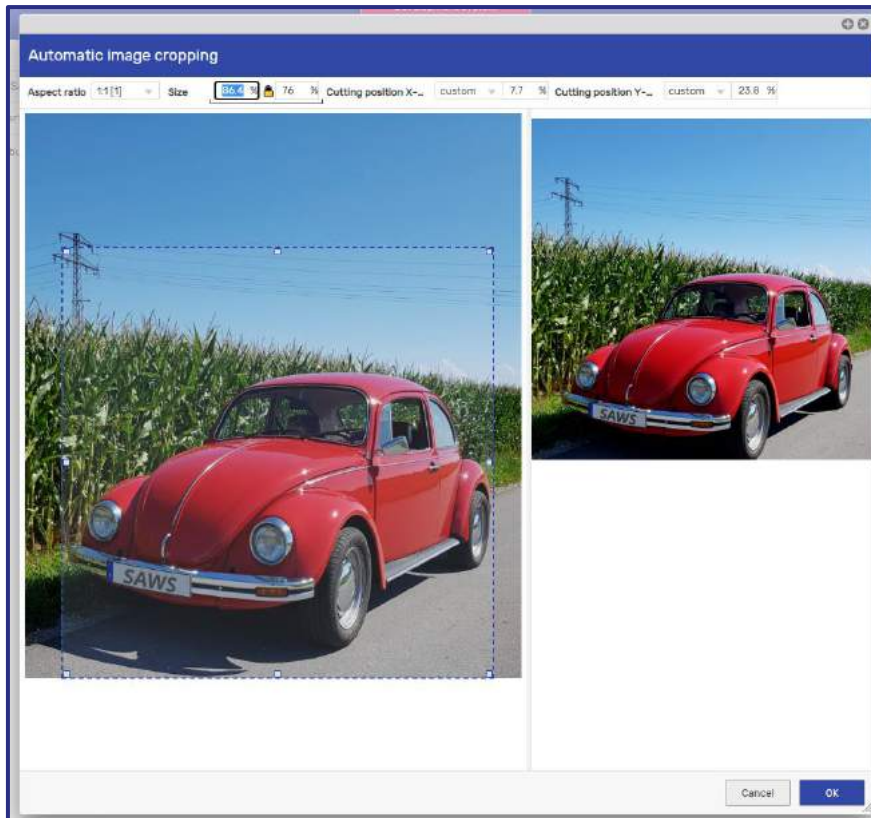 Automatic image cropping
Aspect ratio 1:1 [1] Size 86.4 % 76 % Cutting position X-... custom 7.7 % Cutting position Y-... custom 23.8 %
SAWS
SAWS
Cancel OK